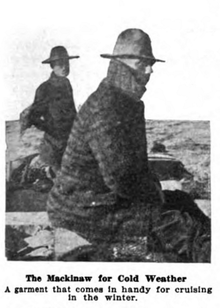 The Mackinaw for Cold Weather
A garment that comes in handy for cruising
in the winter.